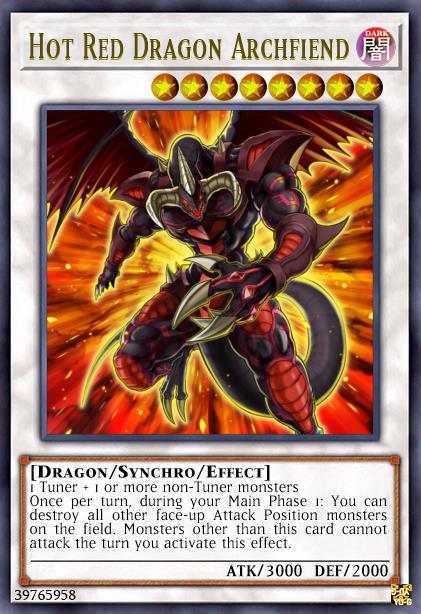 Hot Red Dragon Archfiend
DARK
闇
[Dragon/Synchro/Effect]
1 Tuner + 1 or more non-Tuner monsters
Once per turn, during your Main Phase 1: You can
destroy all other face-up Attack Position monsters
on the field. Monsters other than this card cannot
attack the turn you activate this effect.
ATK/3000 DEF/2000
39765958